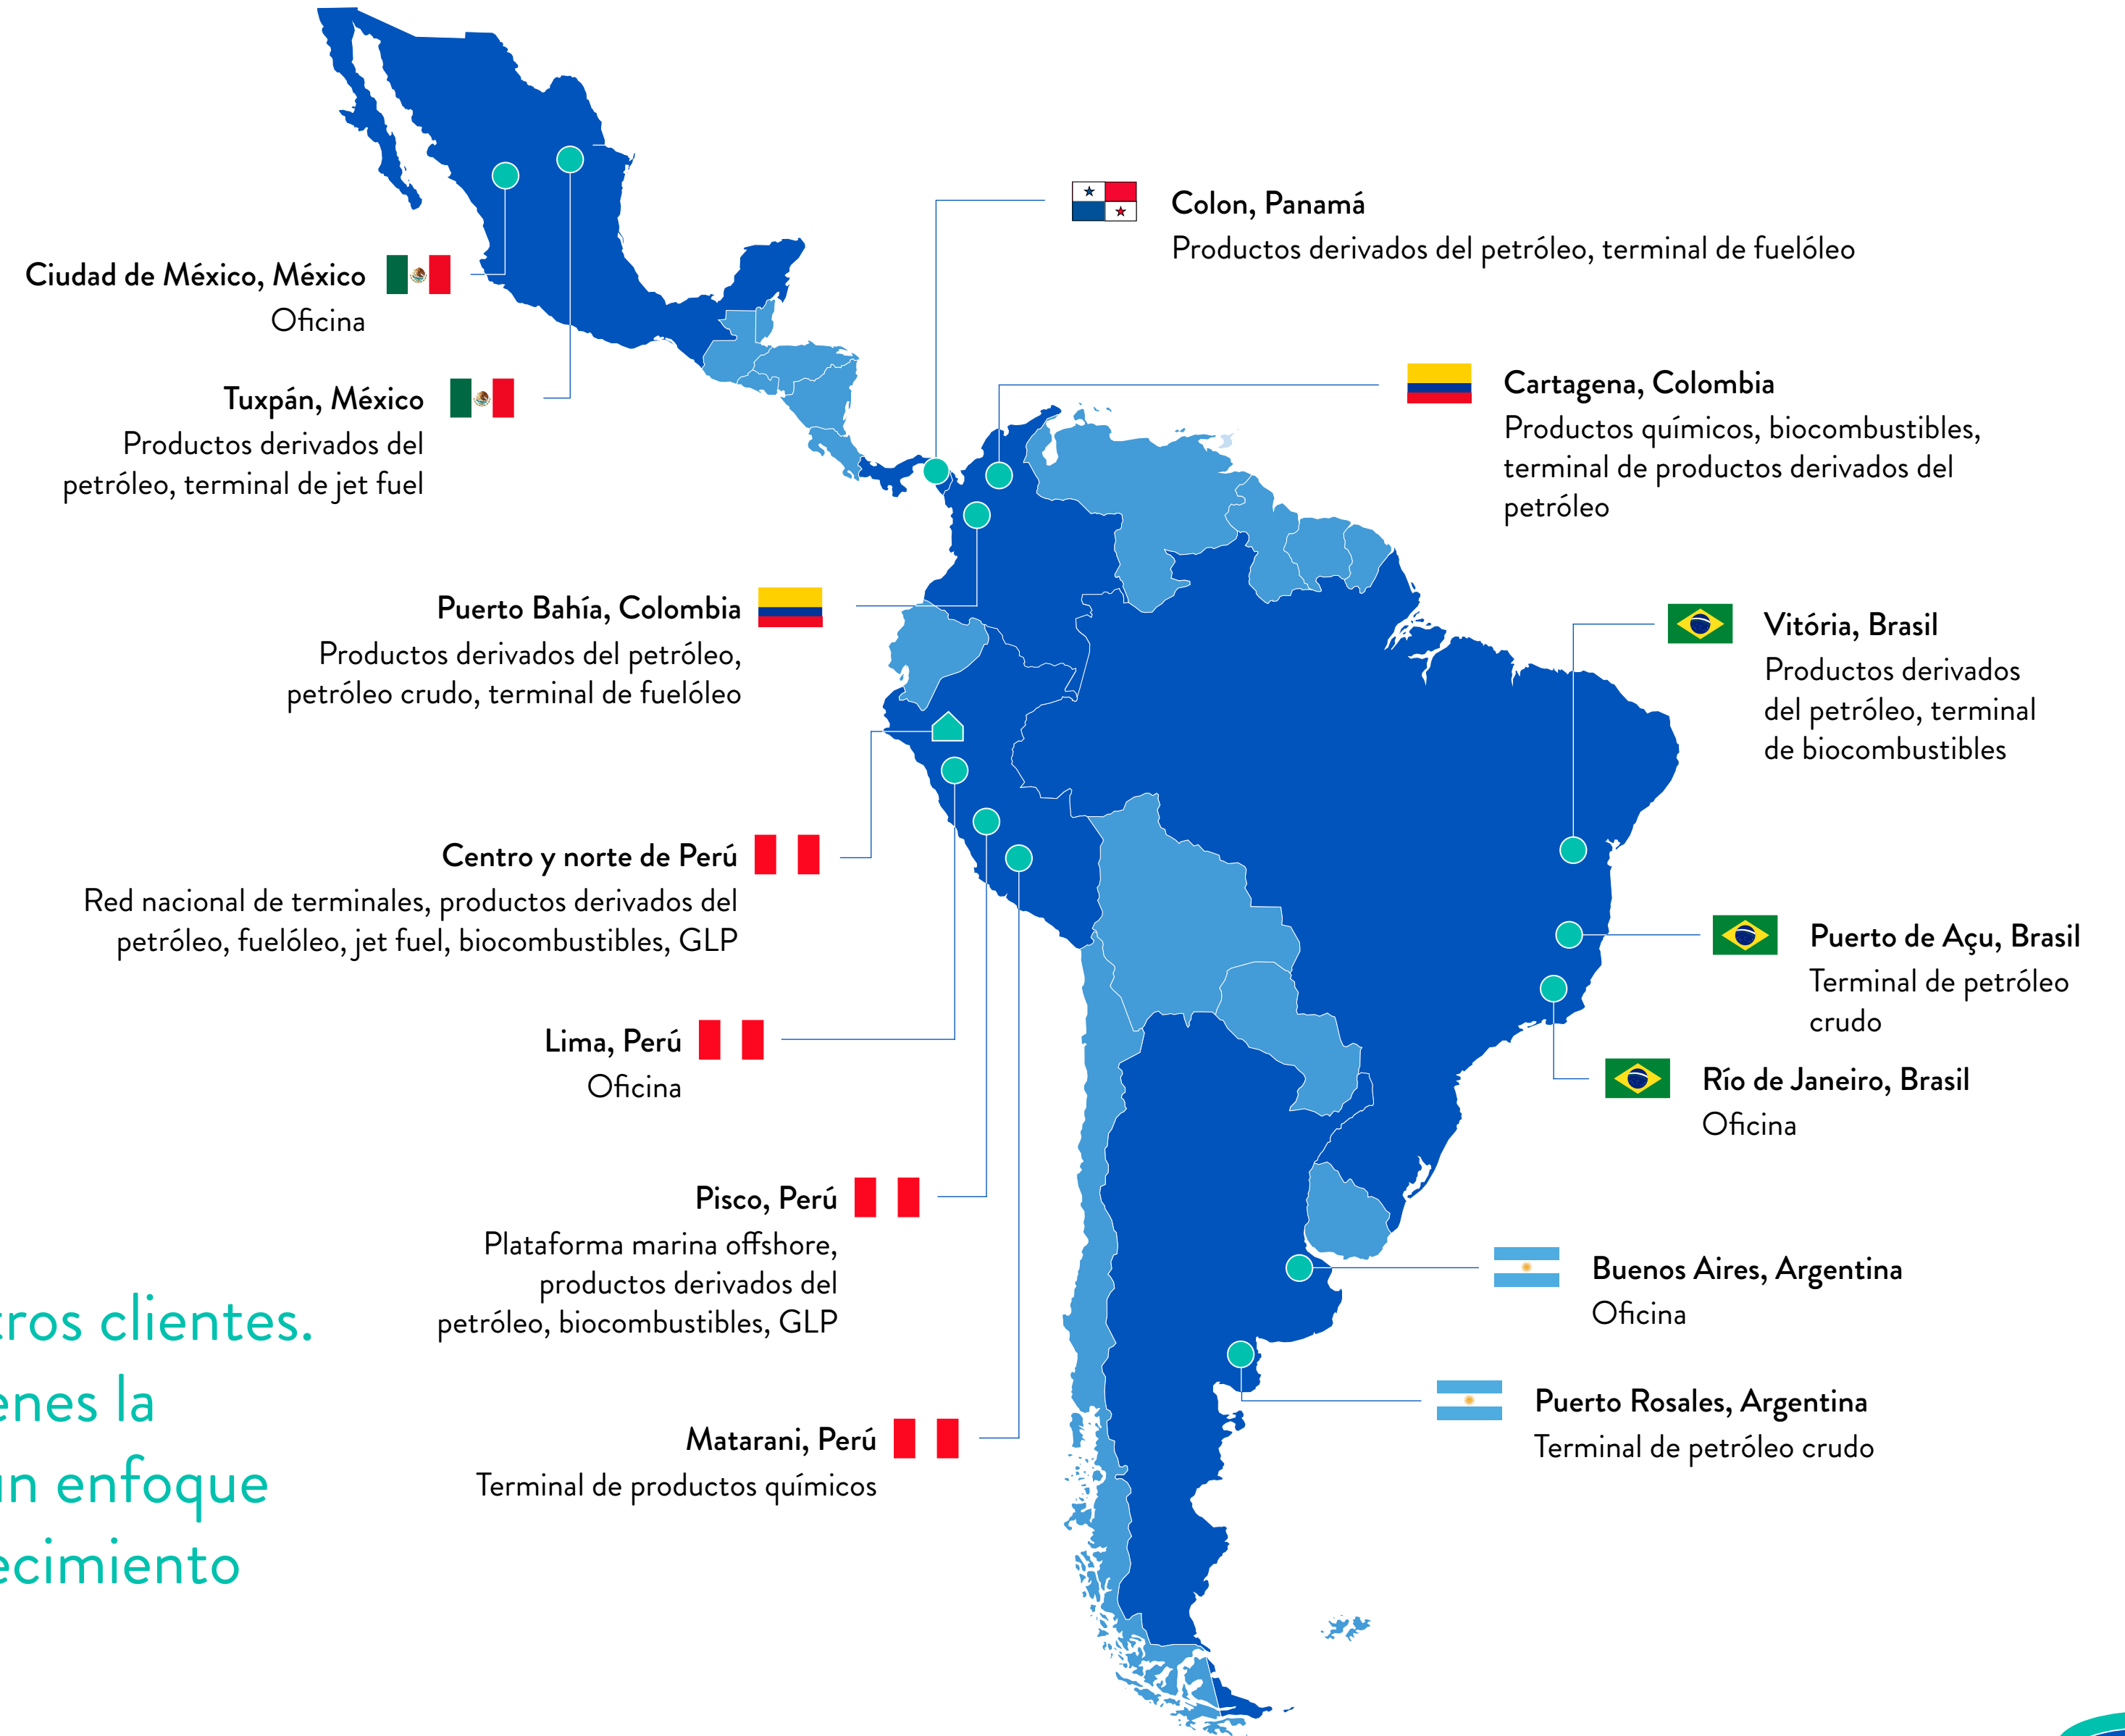 Ciudad de México, México
Oficina
Tuxpán, México
Productos derivados del
petróleo, terminal de jet fuel
Colon, Panamá
Productos derivados del petróleo, terminal de fuelóleo
Cartagena, Colombia
Productos químicos, biocombustibles,
terminal de productos derivados del
petróleo
Puerto Bahía, Colombia
Productos derivados del petróleo,
petróleo crudo, terminal de fuelóleo
Vitória, Brasil
Productos derivados
del petróleo, terminal
de biocombustibles
Centro y norte de Perú
Red nacional de terminales, productos derivados del
petróleo, fuelóleo, jet fuel, biocombustibles, GLP
Puerto de Açu, Brasil
Terminal de petróleo
crudo
Lima, Perú
Oficina
Río de Janeiro, Brasil
Oficina
Pisco, Perú
Plataforma marina offshore,
productos derivados del
petróleo, biocombustibles, GLP
Buenos Aires, Argentina
Oficina
Puerto Rosales, Argentina
Terminal de petróleo crudo
Matarani, Perú
Terminal de productos químicos
tros clientes.
enes la
un enfoque
ecimiento